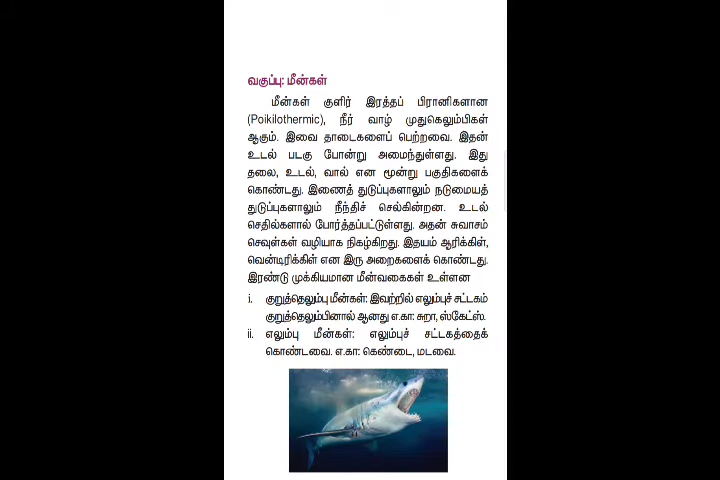 வகுப்பு: மீன்கள்
மீன்கள் குளிர் இரத்தப் பிராணிகளான
(Poikilothermic), நீர் வாழ் முதுகெலும்பிகள்
ஆகும். இவை தாடைகளைப் பெற்றவை. இதன்
உடல் படகு போன்று அமைந்துள்ளது. இது
தலை, உடல், வால் என மூன்று பகுதிகளைக்
கொண்டது. இணைத் துடுப்புகளாலும் நடுமையத்
துடுப்புகளாலும் நீந்திச் செல்கின்றன. உடல்
செதில்களால் போர்த்தப்பட்டுள்ளது. அதன் சுவாசம்
செவுள்கள் வழியாக நிகழ்கிறது. இதயம் ஆரிக்கிள்,
வென்டிரிக்கிள் என இரு அறைகளைக் கொண்டது.
இரண்டு முக்கியமான மீன்வகைகள் உள்ளன
i. குறுத்தெலும்பு மீன்கள்: இவற்றில் எலும்புச் சட்டகம்
குறுத்தெலும்பினால் ஆனது எ.கா: சுறா, ஸ்கேட்ஸ்.
ii. எலும்பு மீன்கள்: எலும்புச் சட்டகத்தைக்
கொண்டவை. எ.கா: கெண்டை, மடவை.